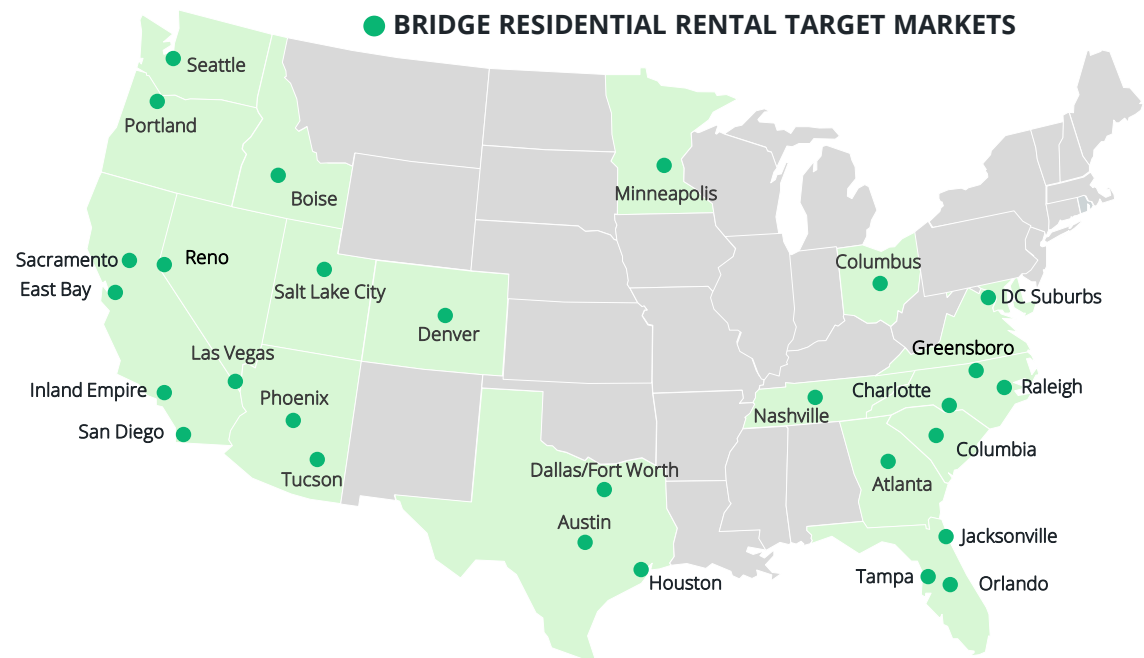 BRIDGE RESIDENTIAL RENTAL TARGET MARKETS
Seattle
Portland
Boise
Minneapolis
Sacramento
Reno
East Bay
Salt Lake City
Columbus
DC Suburbs
Denver
Greensboro
Las Vegas
Inland Empire
Phoenix
Charlotte
Raleigh
Nashville
San Diego
Columbia
Tucson
Dallas/Fort Worth
Atlanta
Austin
Jacksonville
Houston
Tampa
Orlando